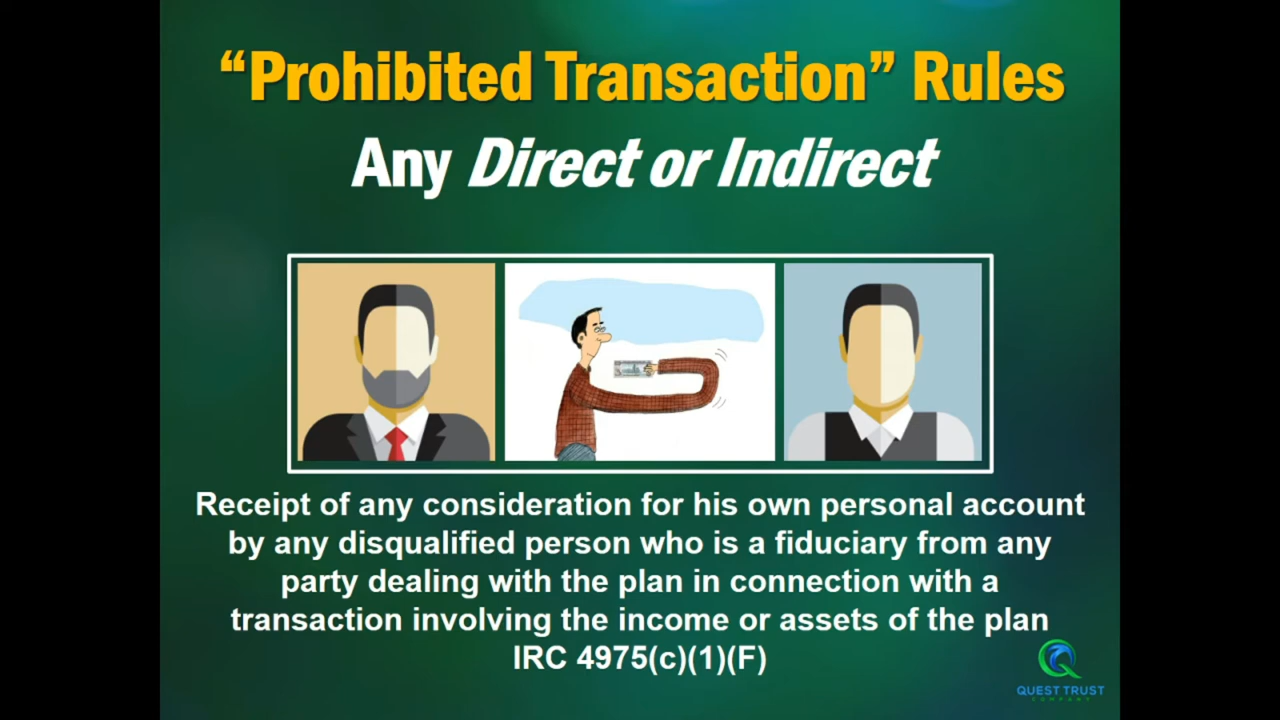 “Prohibited Transaction” Rules
Any Direct or Indirect
Receipt of any consideration for his own personal account
by any disqualified person who is a fiduciary from any
party dealing with the plan in connection with a
transaction involving the income or assets of the plan
IRC 4975(c)(1)(F)
QUEST TRUST
COMPANY